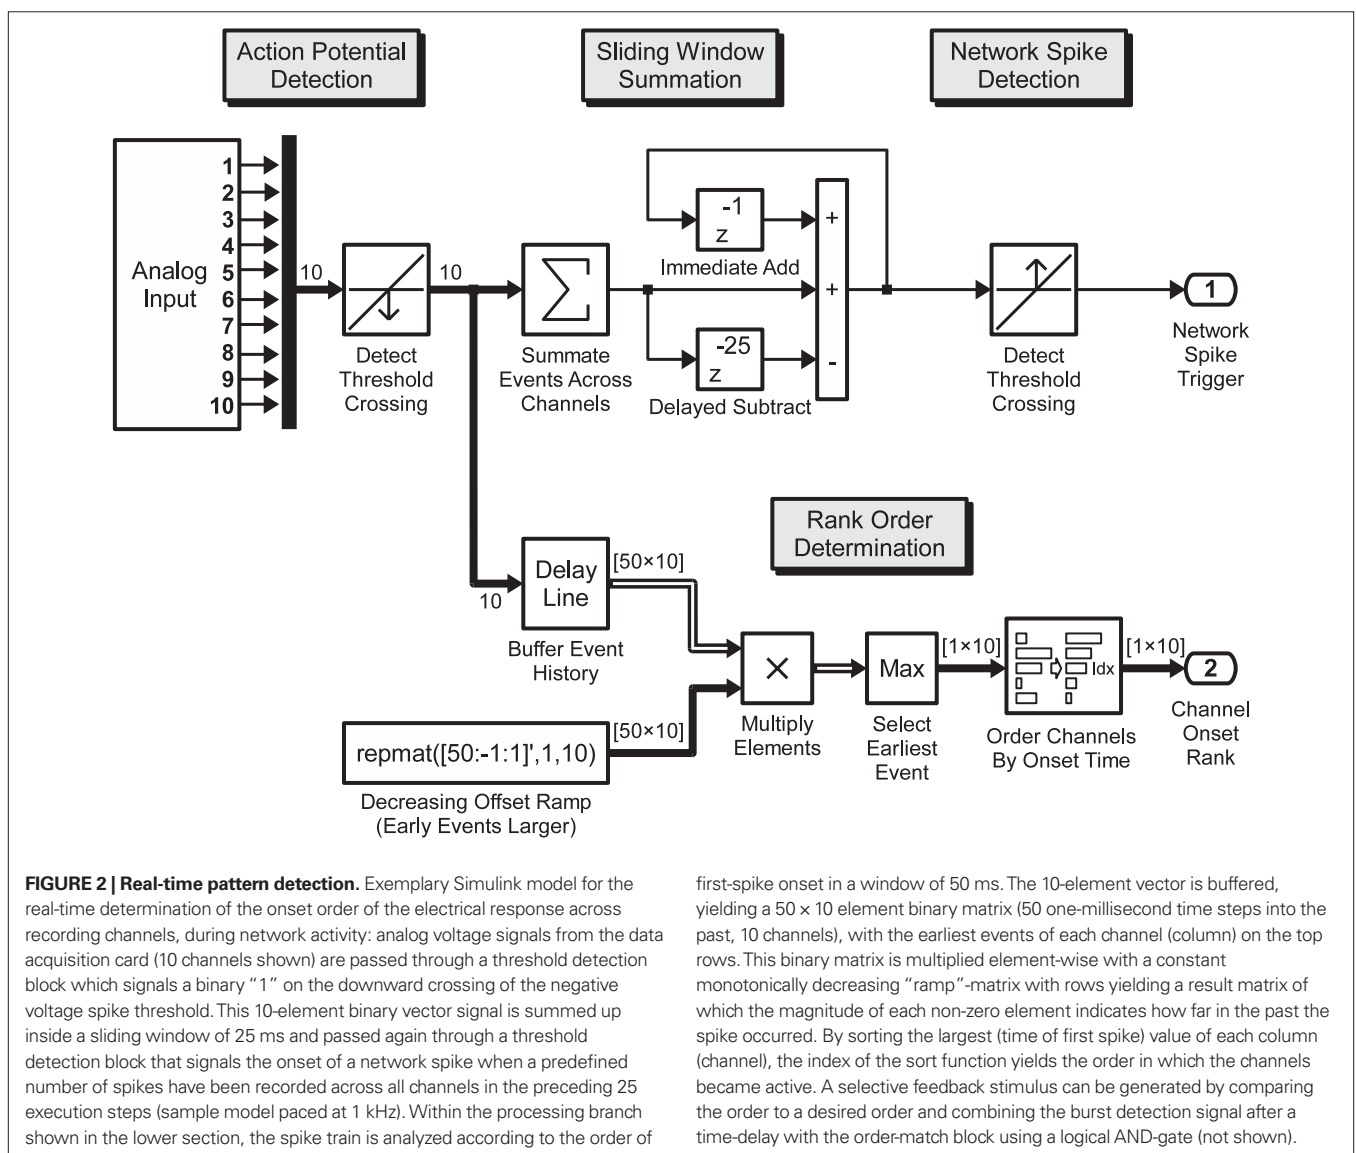 Action Potential
Detection
Sliding Window
Summation
Network Spike
Detection
Analog
Input
1
2
3
4
5
6
7
8
9
10
10
Detect
Threshold
Crossing
10
Summate
Events Across
Channels
-1
z
Immediate Add
-25
z
Delayed Subtract
+
+
-
Detect
Threshold
Crossing
1
Network
Spike
Trigger
Rank Order
Determination
10
Delay
Line
Buffer Event
History
[50×10]
repmat([50:-1:1]',1,10)
Decreasing Offset Ramp
(Early Events Larger)
[50×10]
×
Multiply
Elements
Max
Select
Earliest
Event
[1×10]
Idx
Order Channels
By Onset Time
[1×10]
2
Channel
Onset
Rank
FIGURE 2 | Real-time pattern detection. Exemplary Simulink model for the
real-time determination of the onset order of the electrical response across
recording channels, during network activity: analog voltage signals from the data
acquisition card (10 channels shown) are passed through a threshold detection
block which signals a binary “1” on the downward crossing of the negative
voltage spike threshold. This 10-element binary vector signal is summed up
inside a sliding window of 25 ms and passed again through a threshold
detection block that signals the onset of a network spike when a predefined
number of spikes have been recorded across all channels in the preceding 25
execution steps (sample model paced at 1 kHz). Within the processing branch
shown in the lower section, the spike train is analyzed according to the order of
first-spike onset in a window of 50 ms. The 10-element vector is buffered,
yielding a 50 × 10 element binary matrix (50 one-millisecond time steps into the
past, 10 channels), with the earliest events of each channel (column) on the top
rows. This binary matrix is multiplied element-wise with a constant
monotonically decreasing “ramp”-matrix with rows yielding a result matrix of
which the magnitude of each non-zero element indicates how far in the past the
spike occurred. By sorting the largest (time of first spike) value of each column
(channel), the index of the sort function yields the order in which the channels
became active. A selective feedback stimulus can be generated by comparing
the order to a desired order and combining the burst detection signal after a
time-delay with the order-match block using a logical AND-gate (not shown).